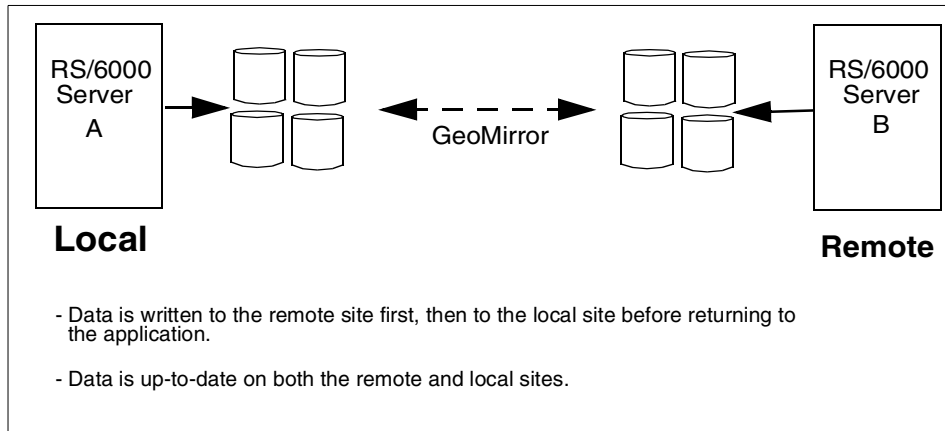 RS/6000
Server
A
RS/6000
Server
B
GeoMirror
Local
Remote
- Data is written to the remote site first, then to the local site before returning to
the application.
- Data is up-to-date on both the remote and local sites.